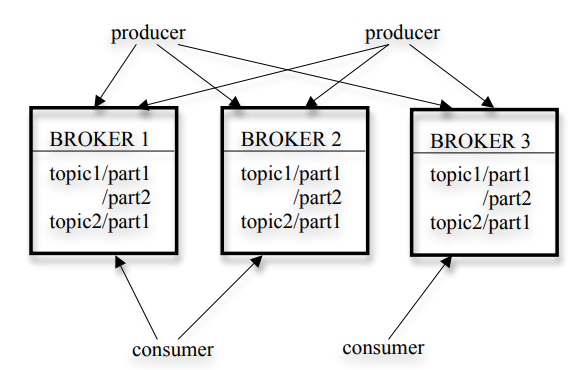 producer
producer
BROKER 1
topic1/part1
/part2
topic2/part1
BROKER 2
topic1/part1
/part2
topic2/part1
BROKER 3
topic1/part1
/part2
topic2/part1
consumer
consumer